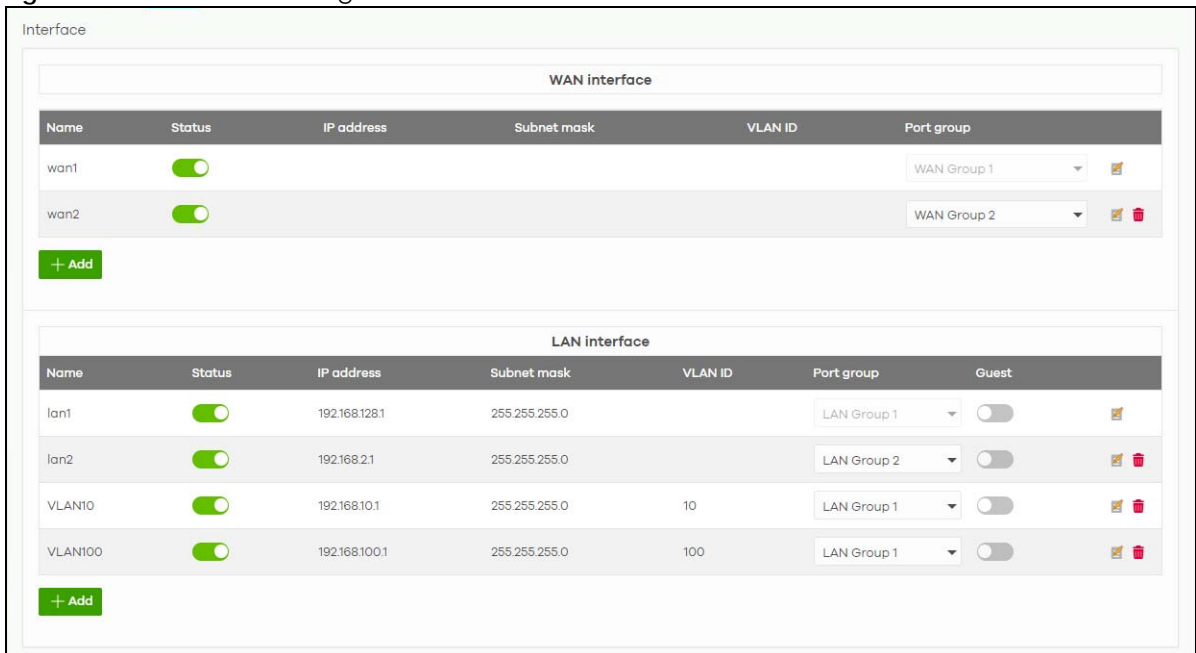 Interface
WAN interface
Name Status IP address Subnet mask VLAN ID Port group
wan1 WAN Group 1
wan2 WAN Group 2
+ Add
LAN interface
Name Status IP address Subnet mask VLAN ID Port group Guest
lan1 192.168.128.1 255.255.255.0 LAN Group 1
lan2 192.168.2.1 255.255.255.0 LAN Group 2
VLAN10 192.168.10.1 255.255.255.0 10 LAN Group 1
VLAN100 192.168.100.1 255.255.255.0 100 LAN Group 1
+ Add